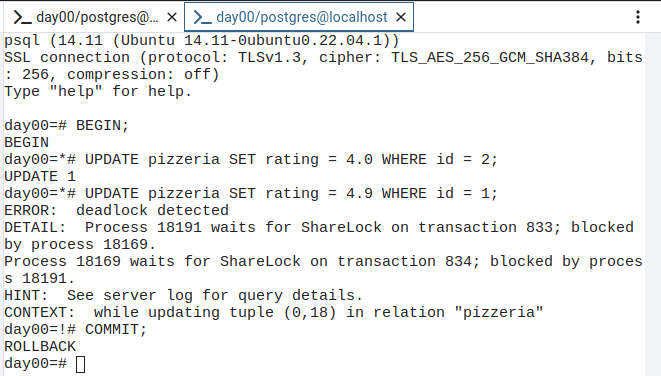 day00/postgres@... day00/postgres@localhost
psql (14.11 (Ubuntu 14.11-0ubuntu0.22.04.1))
SSL connection (protocol: TLSv1.3, cipher: TLS_AES_256_GCM_SHA384, bits
: 256, compression: off)
Type "help" for help.
day00=# BEGIN;
BEGIN
day00=*# UPDATE pizzeria SET rating = 4.0 WHERE id = 2;
UPDATE 1
day00=*# UPDATE pizzeria SET rating = 4.9 WHERE id = 1;
ERROR:  deadlock detected
DETAIL:  Process 18191 waits for ShareLock on transaction 833; blocked
by process 18169.
Process 18169 waits for ShareLock on transaction 834; blocked by proces
s 18191.
HINT:  See server log for query details.
CONTEXT:  while updating tuple (0,18) in relation "pizzeria"
day00=!# COMMIT;
ROLLBACK
day00=#